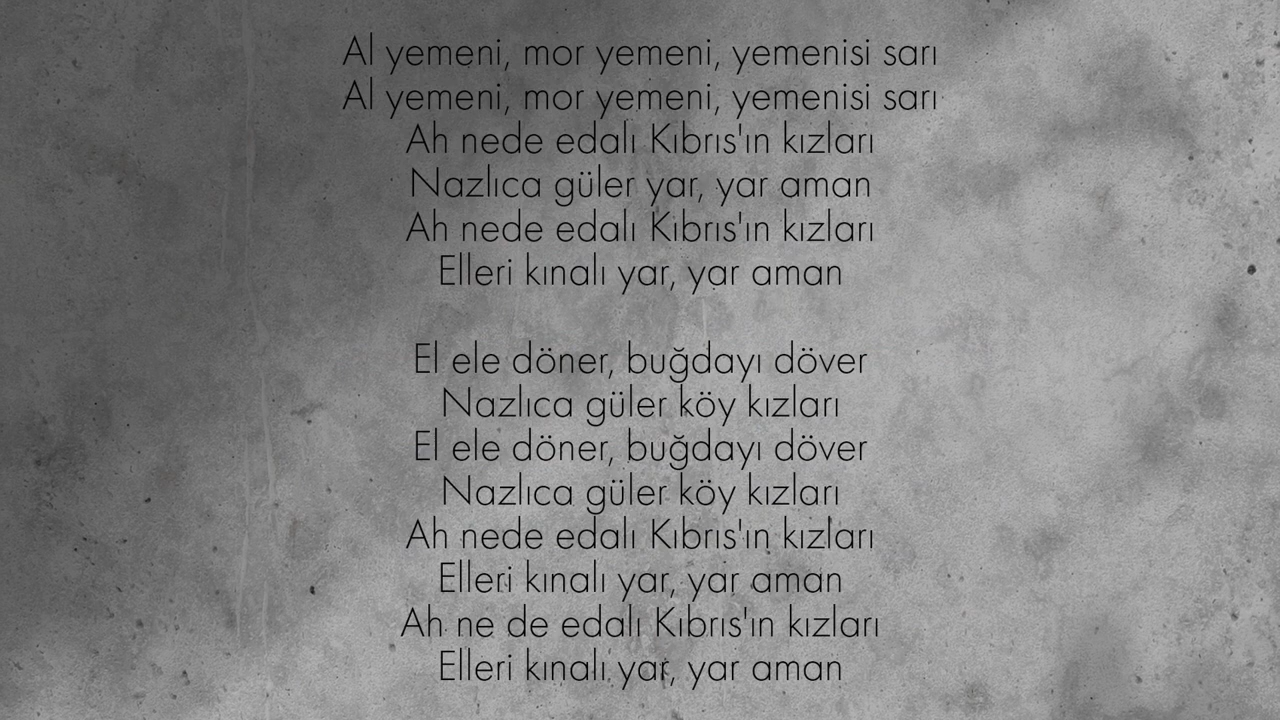 Al yemeni, mor yemeni, yemenisi sarı
Al yemeni, mor yemeni, yemenisi sarı
Ah nede edalı Kıbrıs'ın kızları
Nazlıca güler yar, yar aman
Ah nede edalı Kıbrıs'ın kızları
Elleri kınalı yar, yar aman
El ele döner, buğdayı döver
Nazlıca güler köy kızları
El ele döner, buğdayı döver
Nazlıca güler köy kızları
Ah nede edalı Kıbrıs'ın kızları
Elleri kınalı yar, yar aman
Ah ne de edalı Kıbrıs'ın kızları
Elleri kınalı yar, yar aman